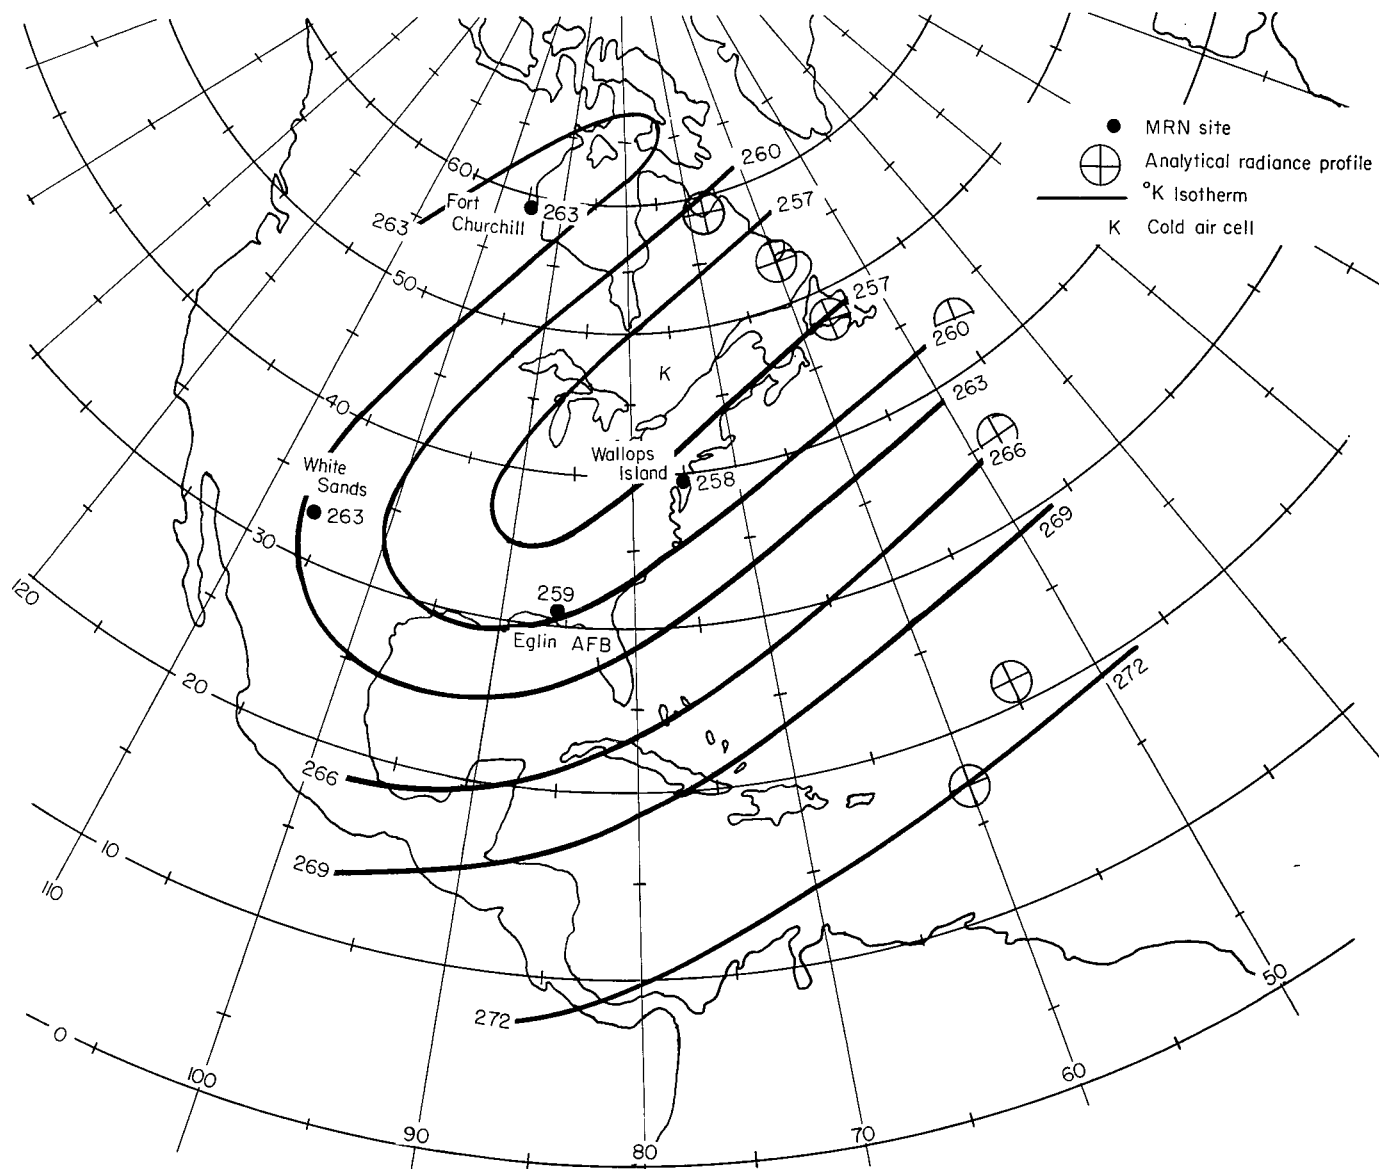 MRN site
Analytical radiance profile
°K Isotherm
K Cold air cell
260
60
257
Fort
Churchill
263
263
50
257
260
K
263
40
Wallops
Island
258
266
White
Sands
263
30
269
120
259
Eglin AFB
272
20
266
10
269
110
50
272
0
100
60
90
70
80